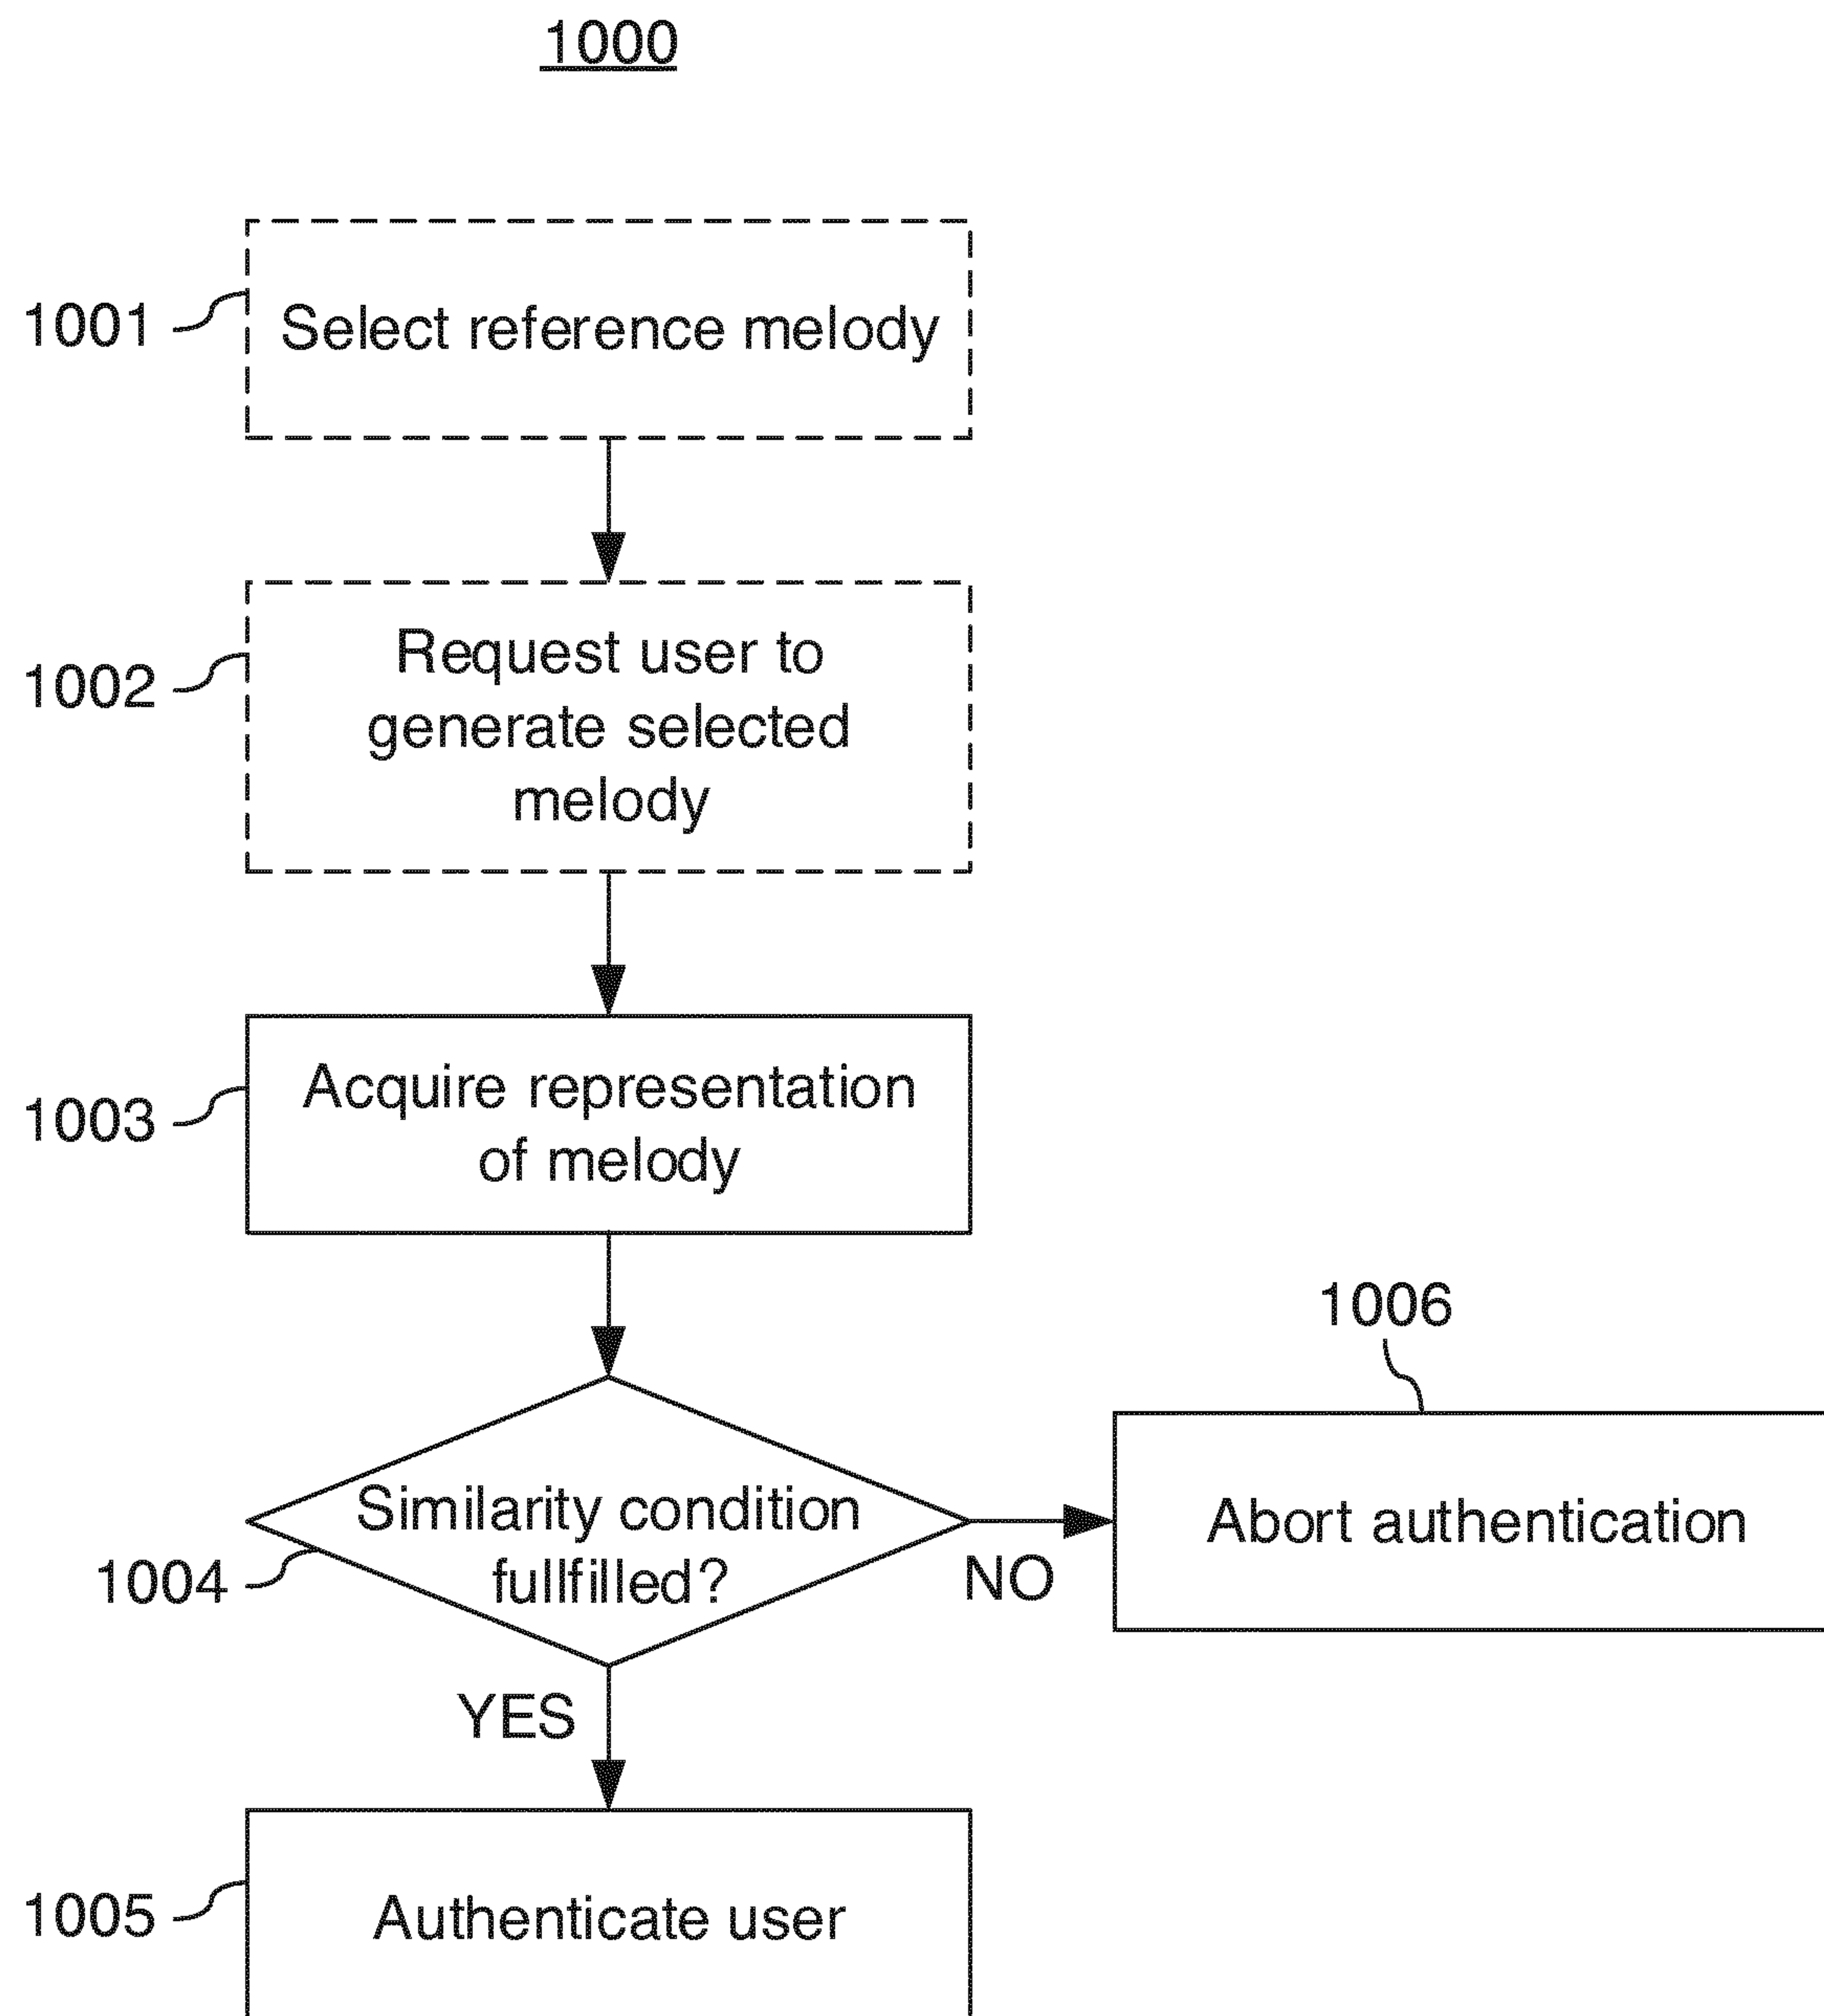 1000
1001
Select reference melody
1002
Request user to
generate selected
melody
1003
Acquire representation
of melody
1006
1004
Similarity condition
fullfilled?
NO
Abort authentication
YES
1005
Authenticate user